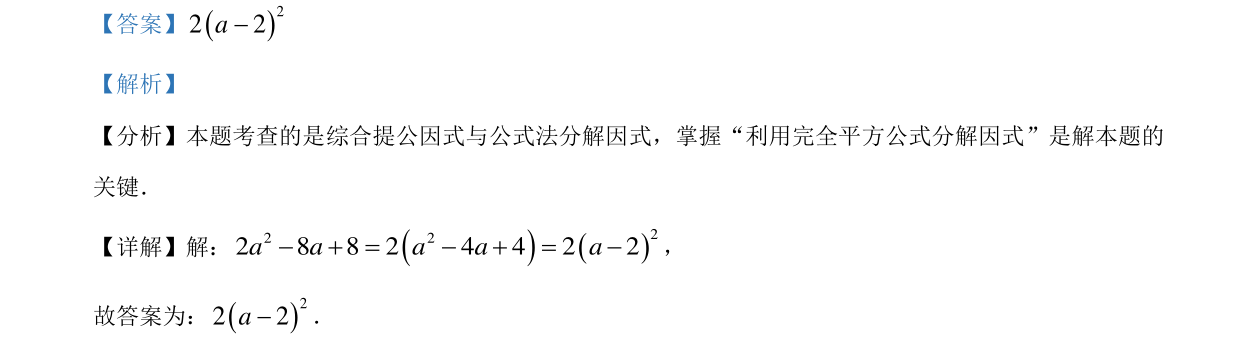 【答案】2(a−2)²
【解析】
【分析】本题考查的是综合提公因式与公式法分解因式，掌握“利用完全平方公式分解因式”是解本题的
关键．
【详解】解：2a²−8a+8=2(a²−4a+4)=2(a−2)²，
故答案为：2(a−2)²．